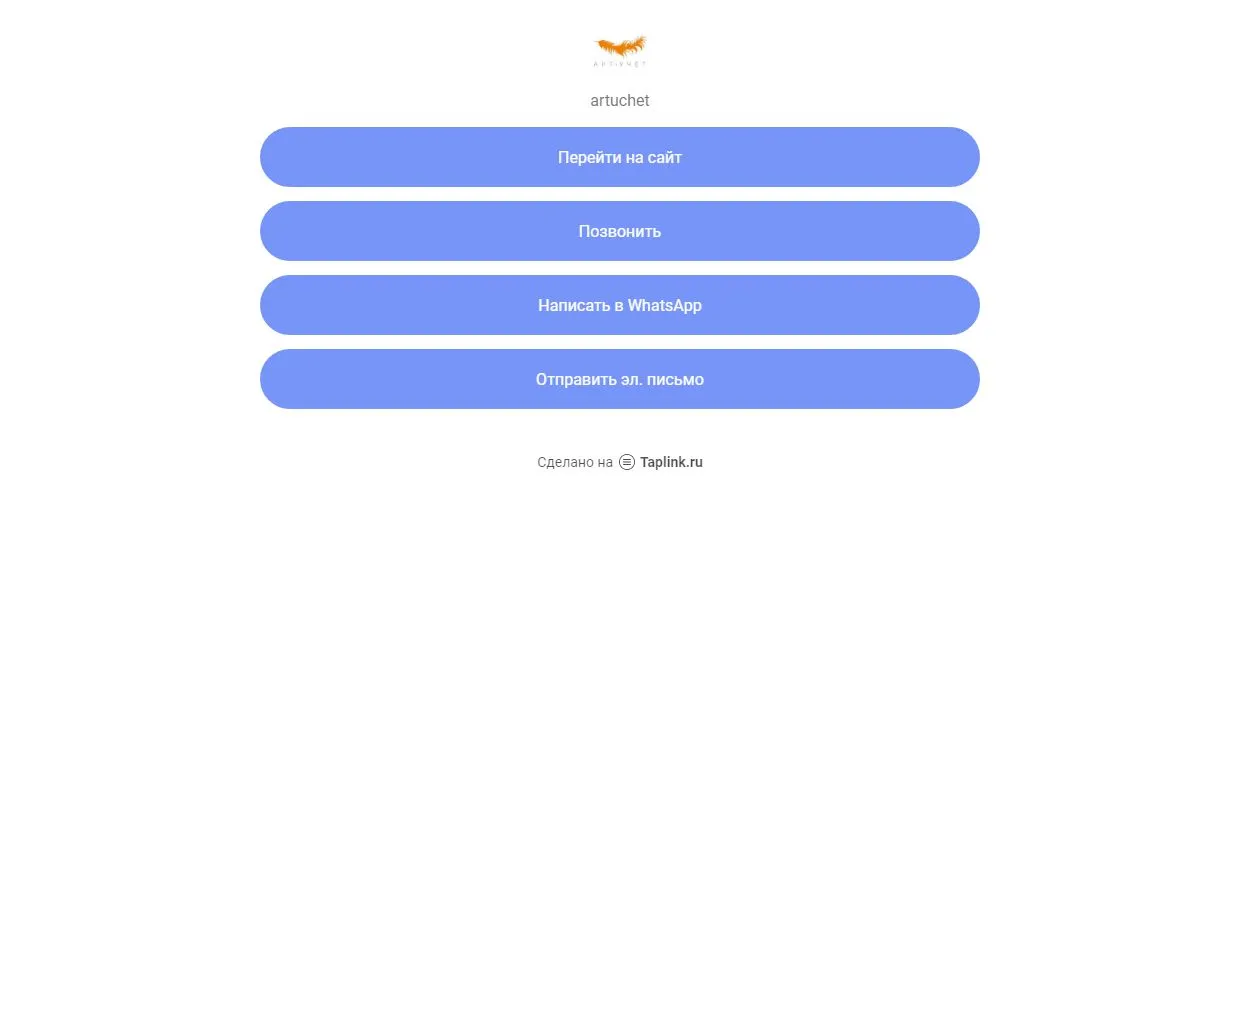 АРТ-УЧЕТ
artuchet
Перейти на сайт
Позвонить
Написать в WhatsApp
Отправить эл. письмо
Сделано на Taplink.ru